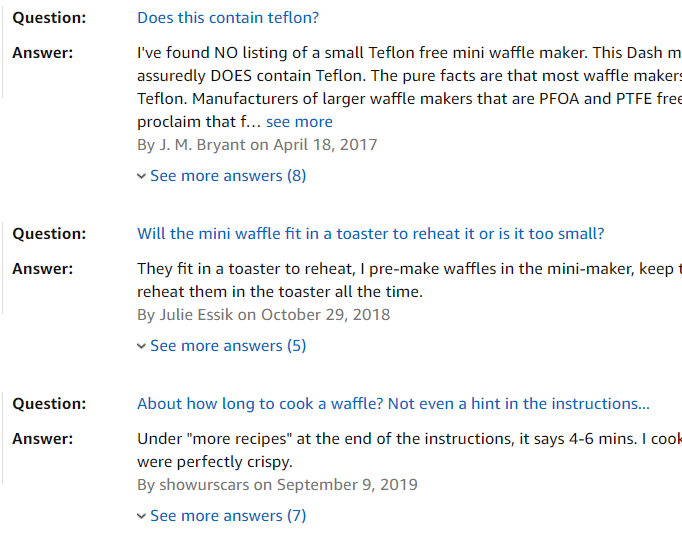 Question: Does this contain teflon?
Answer: I've found NO listing of a small Teflon free mini waffle maker. This Dash m
assuredly DOES contain Teflon. The pure facts are that most waffle makers
Teflon. Manufacturers of larger waffle makers that are PFOA and PTFE free
proclaim that f... see more
By J. M. Bryant on April 18, 2017
See more answers (8)
Question: Will the mini waffle fit in a toaster to reheat it or is it too small?
Answer: They fit in a toaster to reheat, I pre-make waffles in the mini-maker, keep t
reheat them in the toaster all the time.
By Julie Essik on October 29, 2018
See more answers (5)
Question: About how long to cook a waffle? Not even a hint in the instructions...
Answer: Under "more recipes" at the end of the instructions, it says 4-6 mins. I cook
were perfectly crispy.
By showurscars on September 9, 2019
See more answers (7)